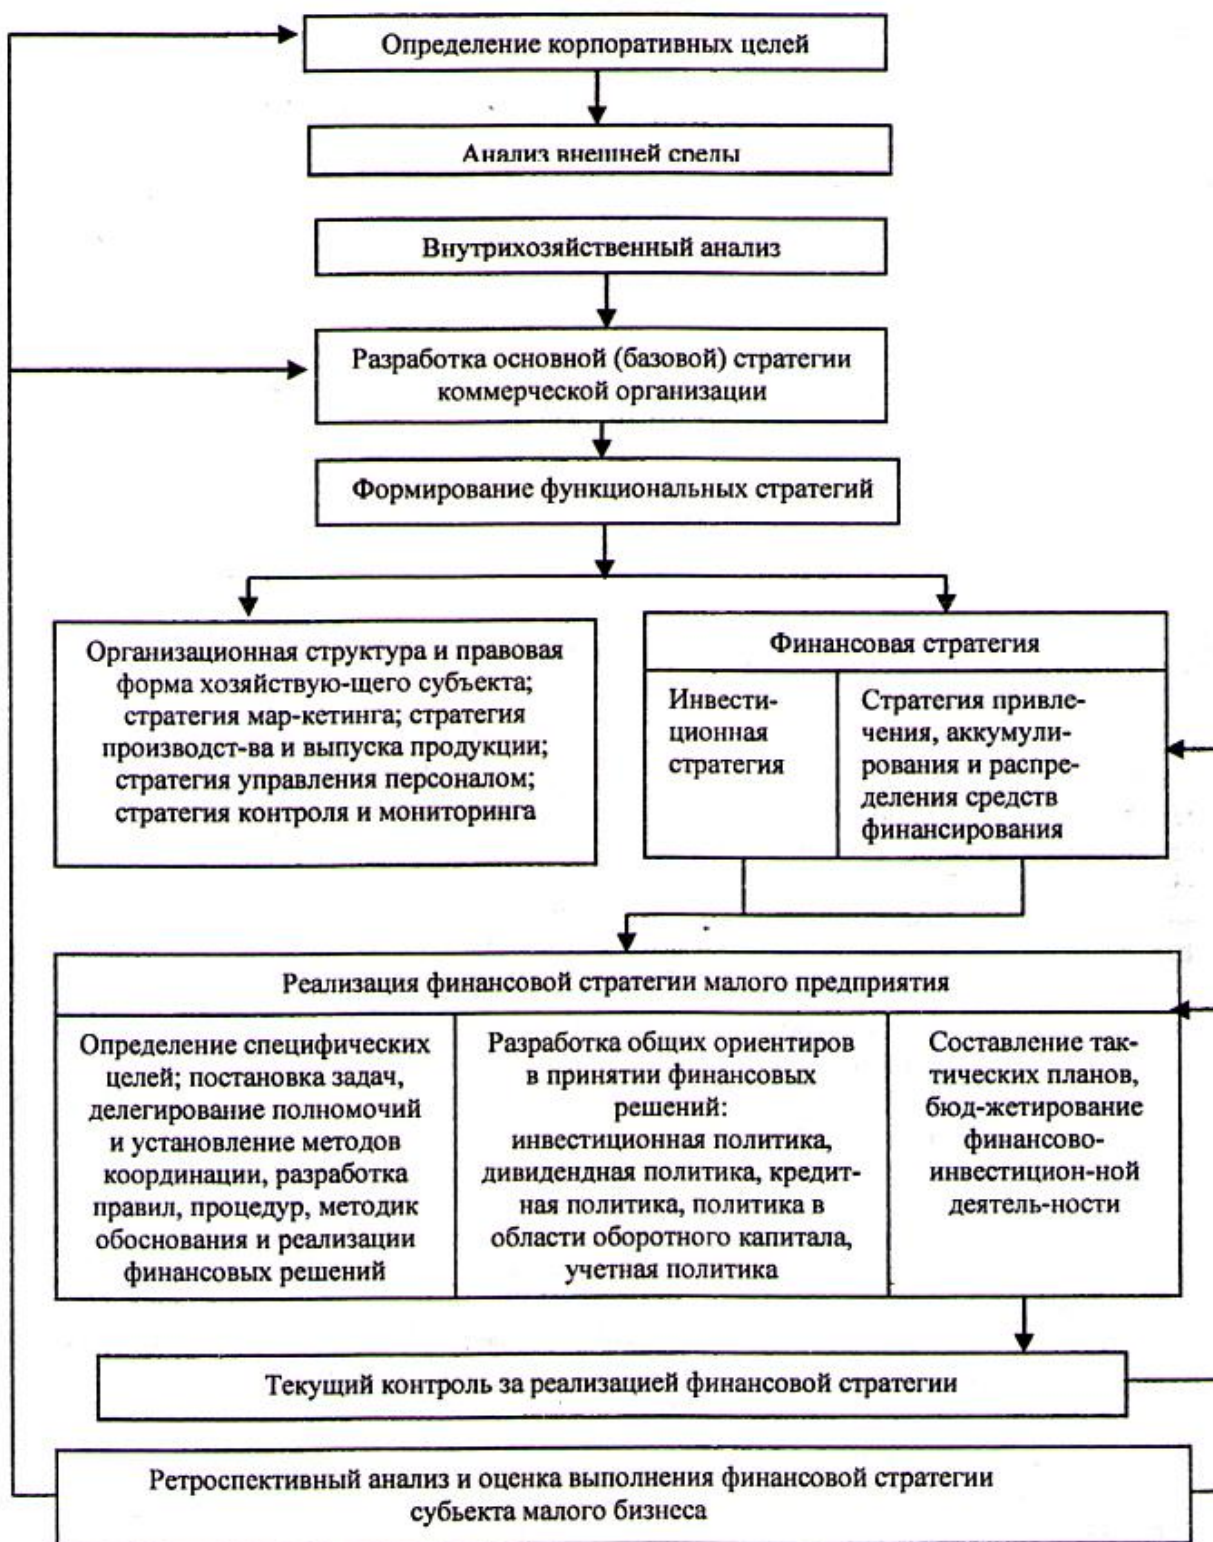 Определение корпоративных целей
Анализ внешней среды
Внутрихозяйственный анализ
Разработка основной (базовой) стратегии
коммерческой организации
Формирование функциональных стратегий
Организационная структура и правовая
форма хозяйствую-щего субъекта;
стратегия мар-кетинга; стратегия
производст-ва и выпуска продукции;
стратегия управления персоналом;
стратегия контроля и мониторинга
Финансовая стратегия
Инвести-
ционная
стратегия
Стратегия привле-
чения, аккумули-
рования и распре-
деления средств
финансирования
Реализация финансовой стратегии малого предприятия
Определение специфических
целей; постановка задач,
делегирование полномочий
и установление методов
координации, разработка
правил, процедур, методик
обоснования и реализации
финансовых решений
Разработка общих ориентиров
в принятии финансовых
решений:
инвестиционная политика,
дивидендная политика, кредит-
ная политика, политика в
области оборотного капитала,
учетная политика
Составление так-
тических планов,
бюд-жетирование
финансово-
инвестицион-ной
деятель-ности
Текущий контроль за реализацией финансовой стратегии
Ретроспективный анализ и оценка выполнения финансовой стратегии
субьекта малого бизнеса